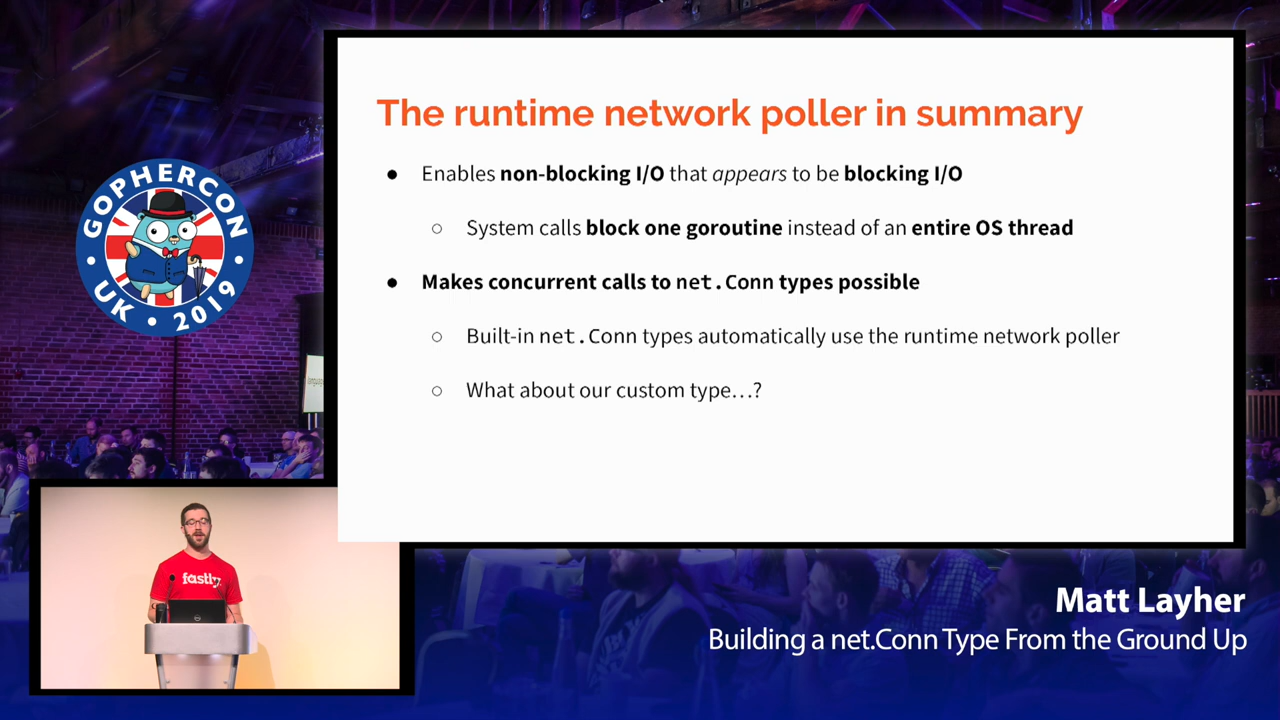 The runtime network poller in summary
● Enables non-blocking I/O that appears to be blocking I/O
○ System calls block one goroutine instead of an entire OS thread
● Makes concurrent calls to net.Conn types possible
○ Built-in net.Conn types automatically use the runtime network poller
○ What about our custom type...?
GOPHERCON
UK • 2019
fastly
Matt Layher
Building a net.Conn Type From the Ground Up